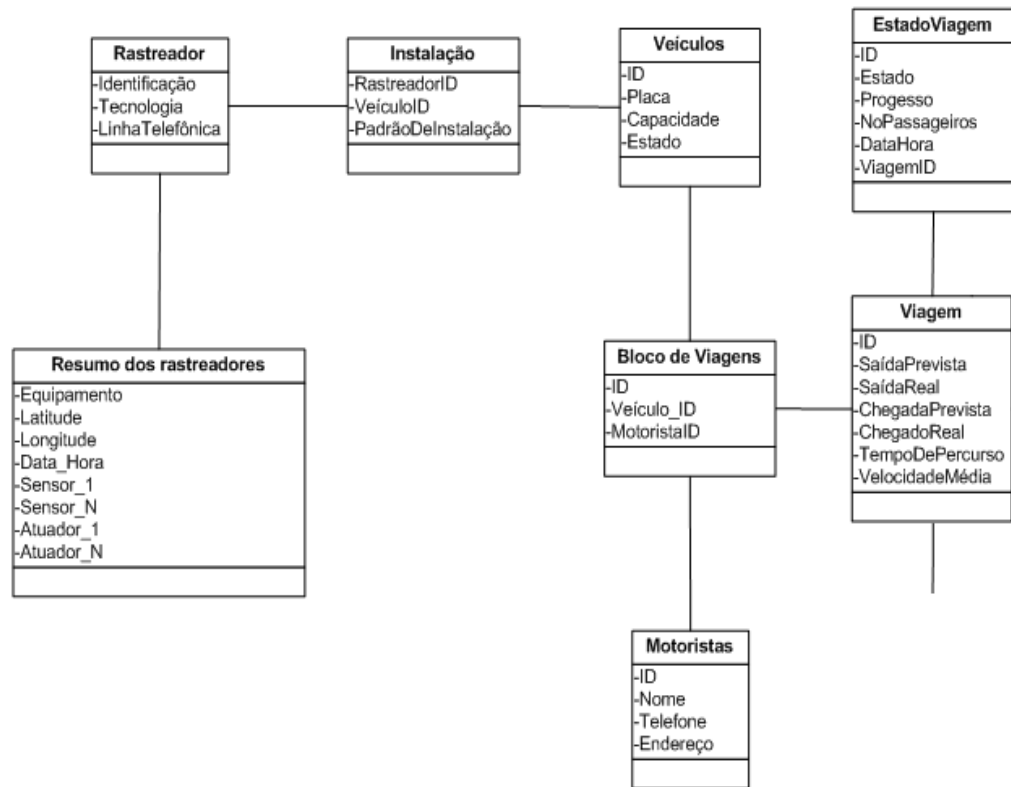 Rastreador
-Identificação
-Tecnologia
-LinhaTelefônica
Instalação
-RastreadorID
-VeículoID
-PadrãoDeInstalação
Veículos
-ID
-Placa
-Capacidade
-Estado
EstadoViagem
-ID
-Estado
-Progesso
-NoPassageiros
-DataHora
-ViagemID
Resumo dos rastreadores
-Equipamento
-Latitude
-Longitude
-Data_Hora
-Sensor_1
-Sensor_N
-Atuador_1
-Atuador_N
Bloco de Viagens
-ID
-Veículo_ID
-MotoristaID
Viagem
-ID
-SaídaPrevista
-SaídaReal
-ChegadaPrevista
-ChegadoReal
-TempoDePercurso
-VelocidadeMédia
Motoristas
-ID
-Nome
-Telefone
-Endereço